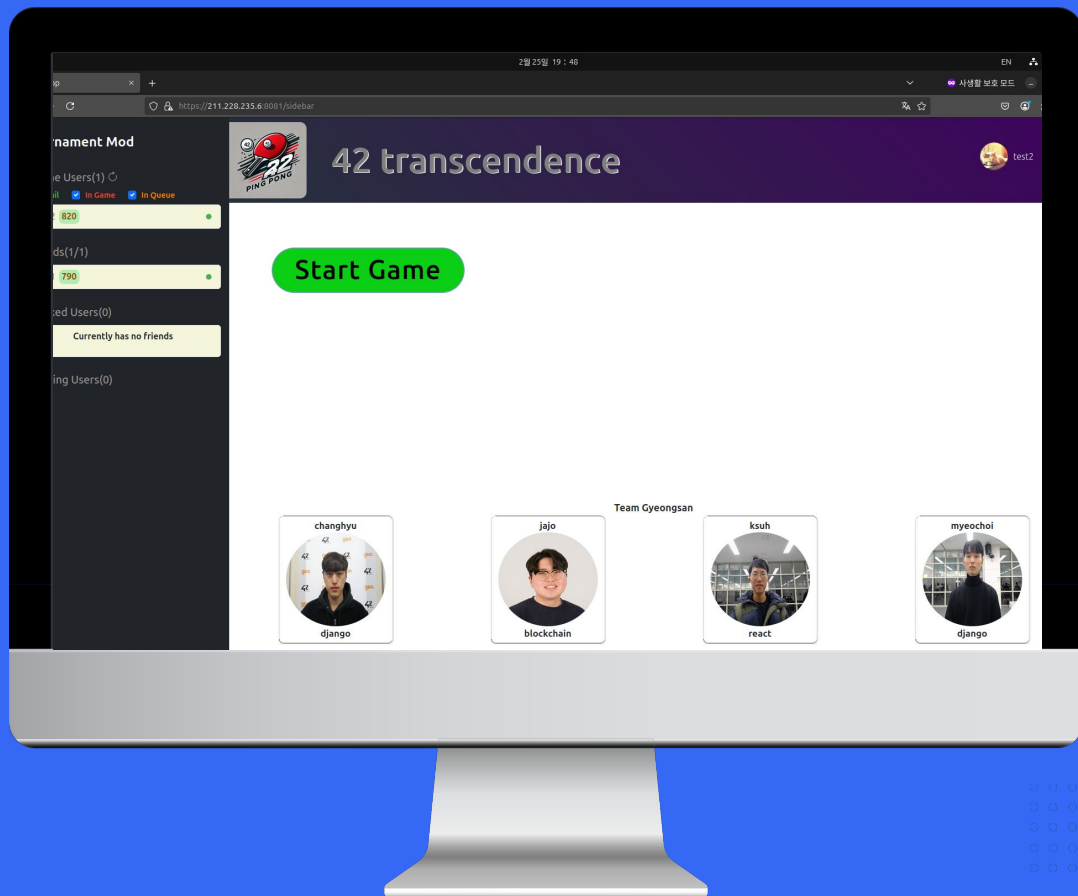 2월 25일 19 : 48
EN
사생활 보호 모드
https://211.228.235.6:8081/sidebar
rnament Mod
42
PING PONG
42 transcendence
test2
e Users(1)
il In Game In Queue
820
ds(1/1)
790
ked Users(0)
Currently has no friends
ing Users(0)
Start Game
Team Gyeongsan
changhyu
jajo
ksuh
myeochoi
django
blockchain
react
django